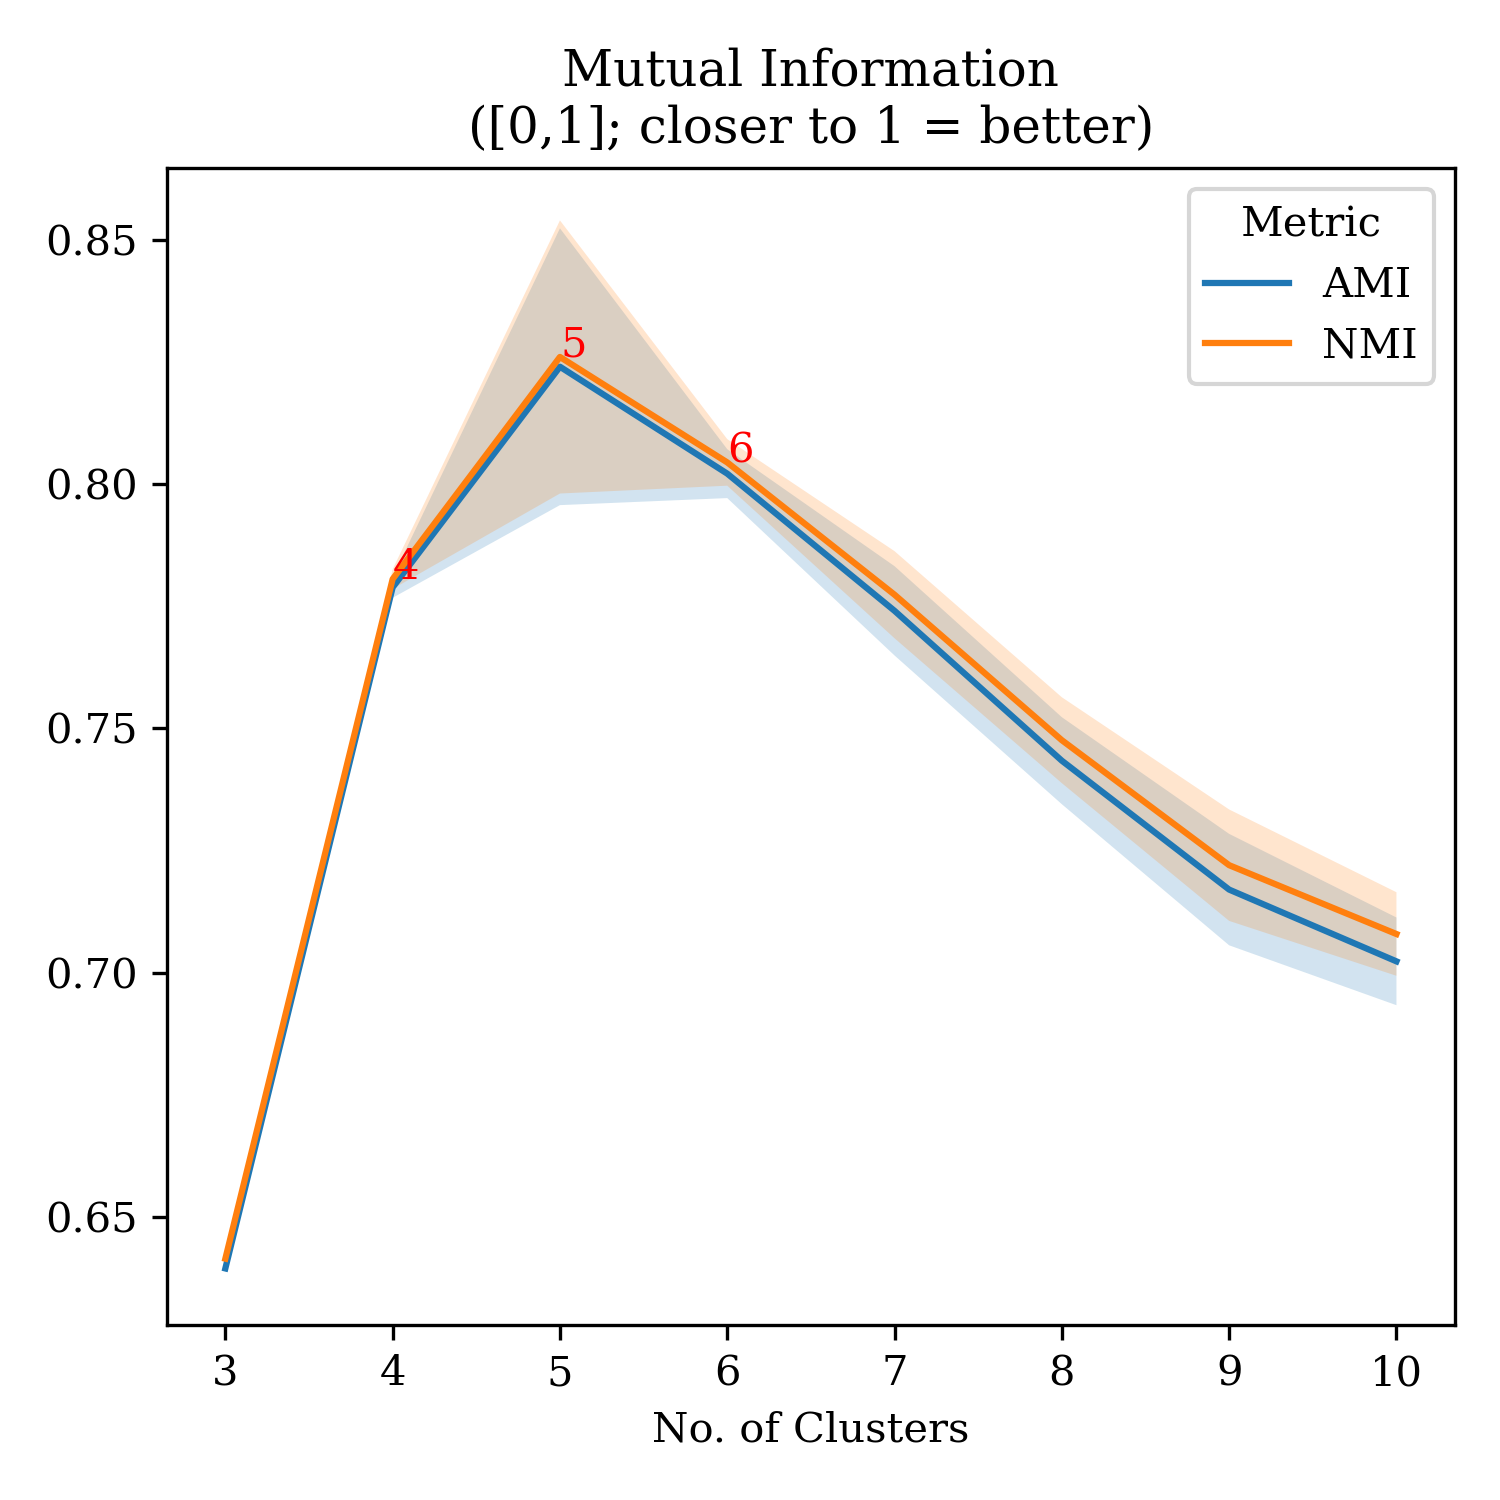 Mutual Information
([0,1]; closer to 1 = better)
Metric
AMI
NMI
0.85
0.80
0.75
0.70
0.65
5
6
4
3 4 5 6 7 8 9 10
No. of Clusters